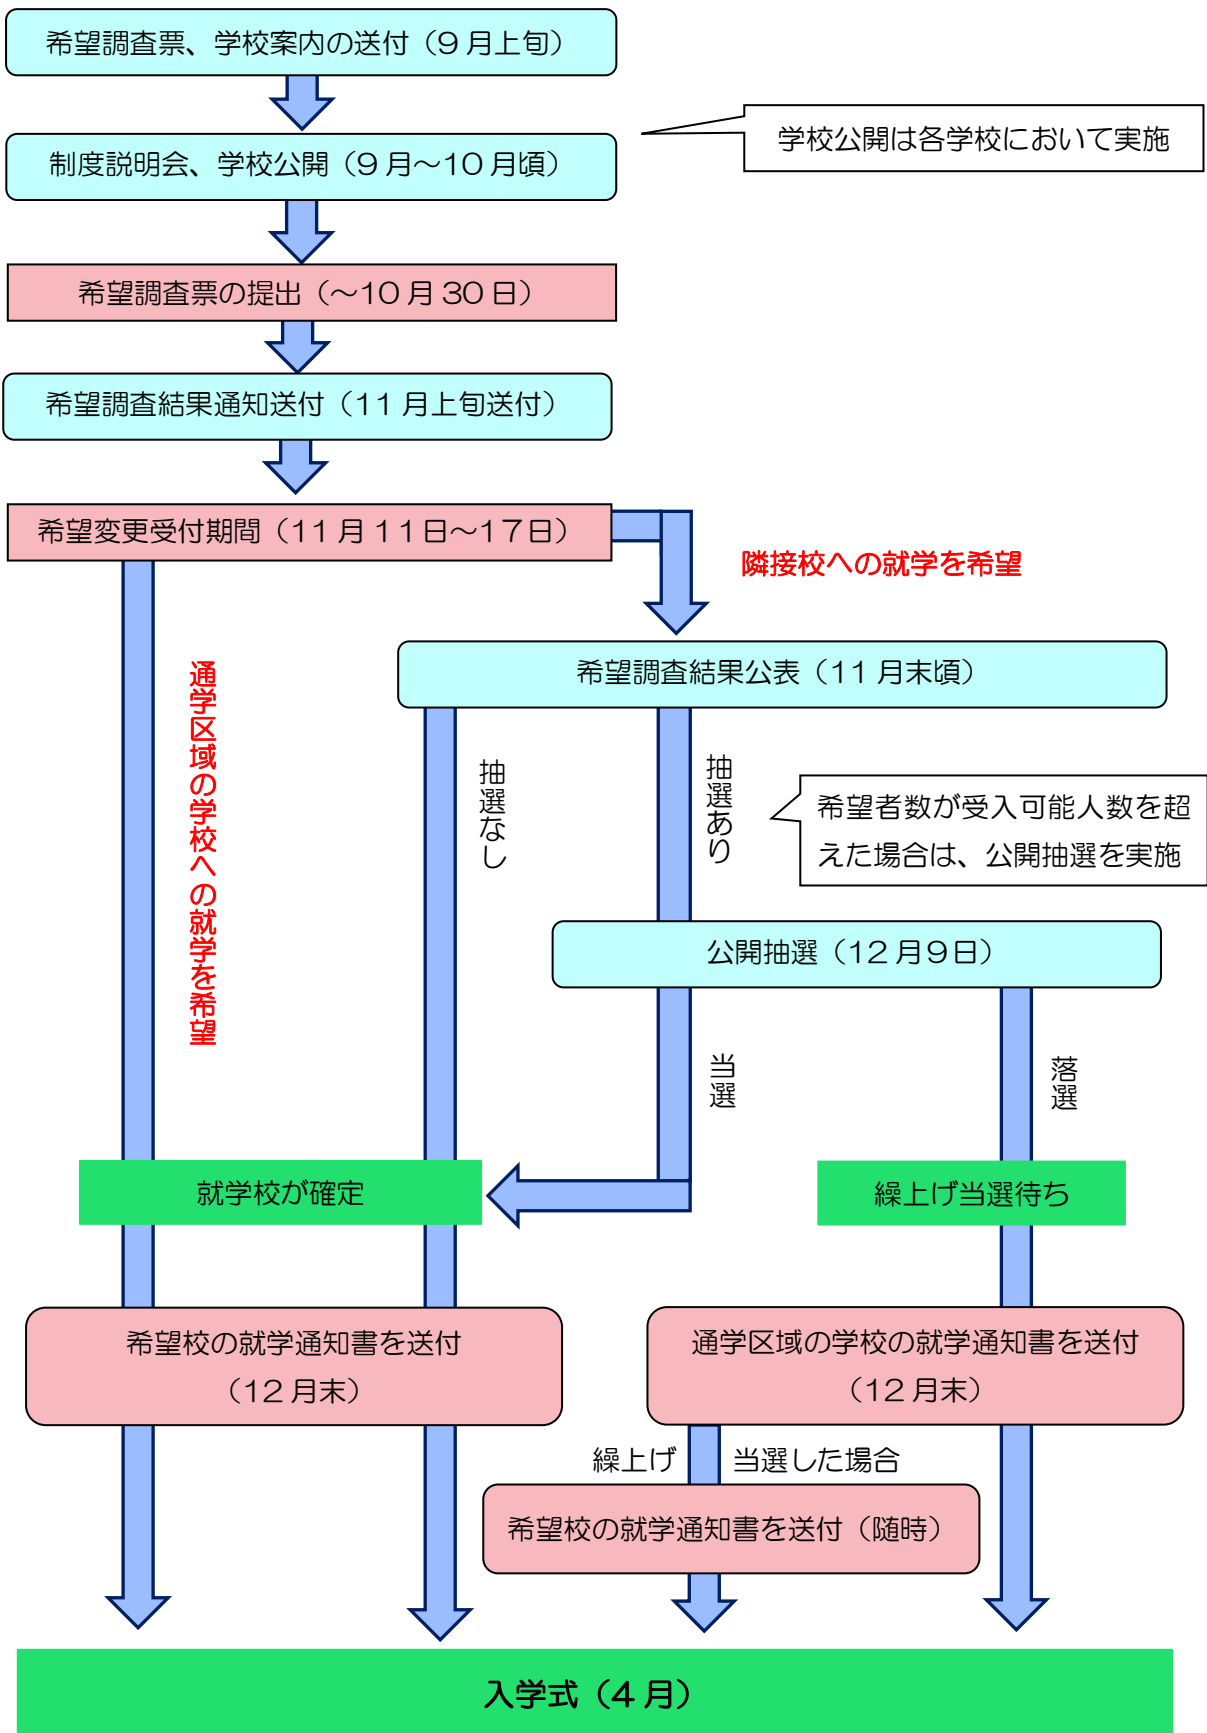 希望調査票、学校案内の送付（９月上旬）
学校公開は各学校において実施
制度説明会、学校公開（９月～１０月頃）
希望調査票の提出（～１０月３０日）
希望調査結果通知送付（１１月上旬送付）
希望変更受付期間（１１月１１日～１７日）
隣接校への就学を希望
通学区域の学校への就学を希望
希望調査結果公表（１１月末頃）
抽選なし
抽選あり
希望者数が受入可能人数を超
えた場合は、公開抽選を実施
公開抽選（１２月９日）
当選
落選
就学校が確定
繰上げ当選待ち
希望校の就学通知書を送付
（１２月末）
通学区域の学校の就学通知書を送付
（１２月末）
繰上げ　当選した場合
希望校の就学通知書を送付（随時）
入学式（４月）